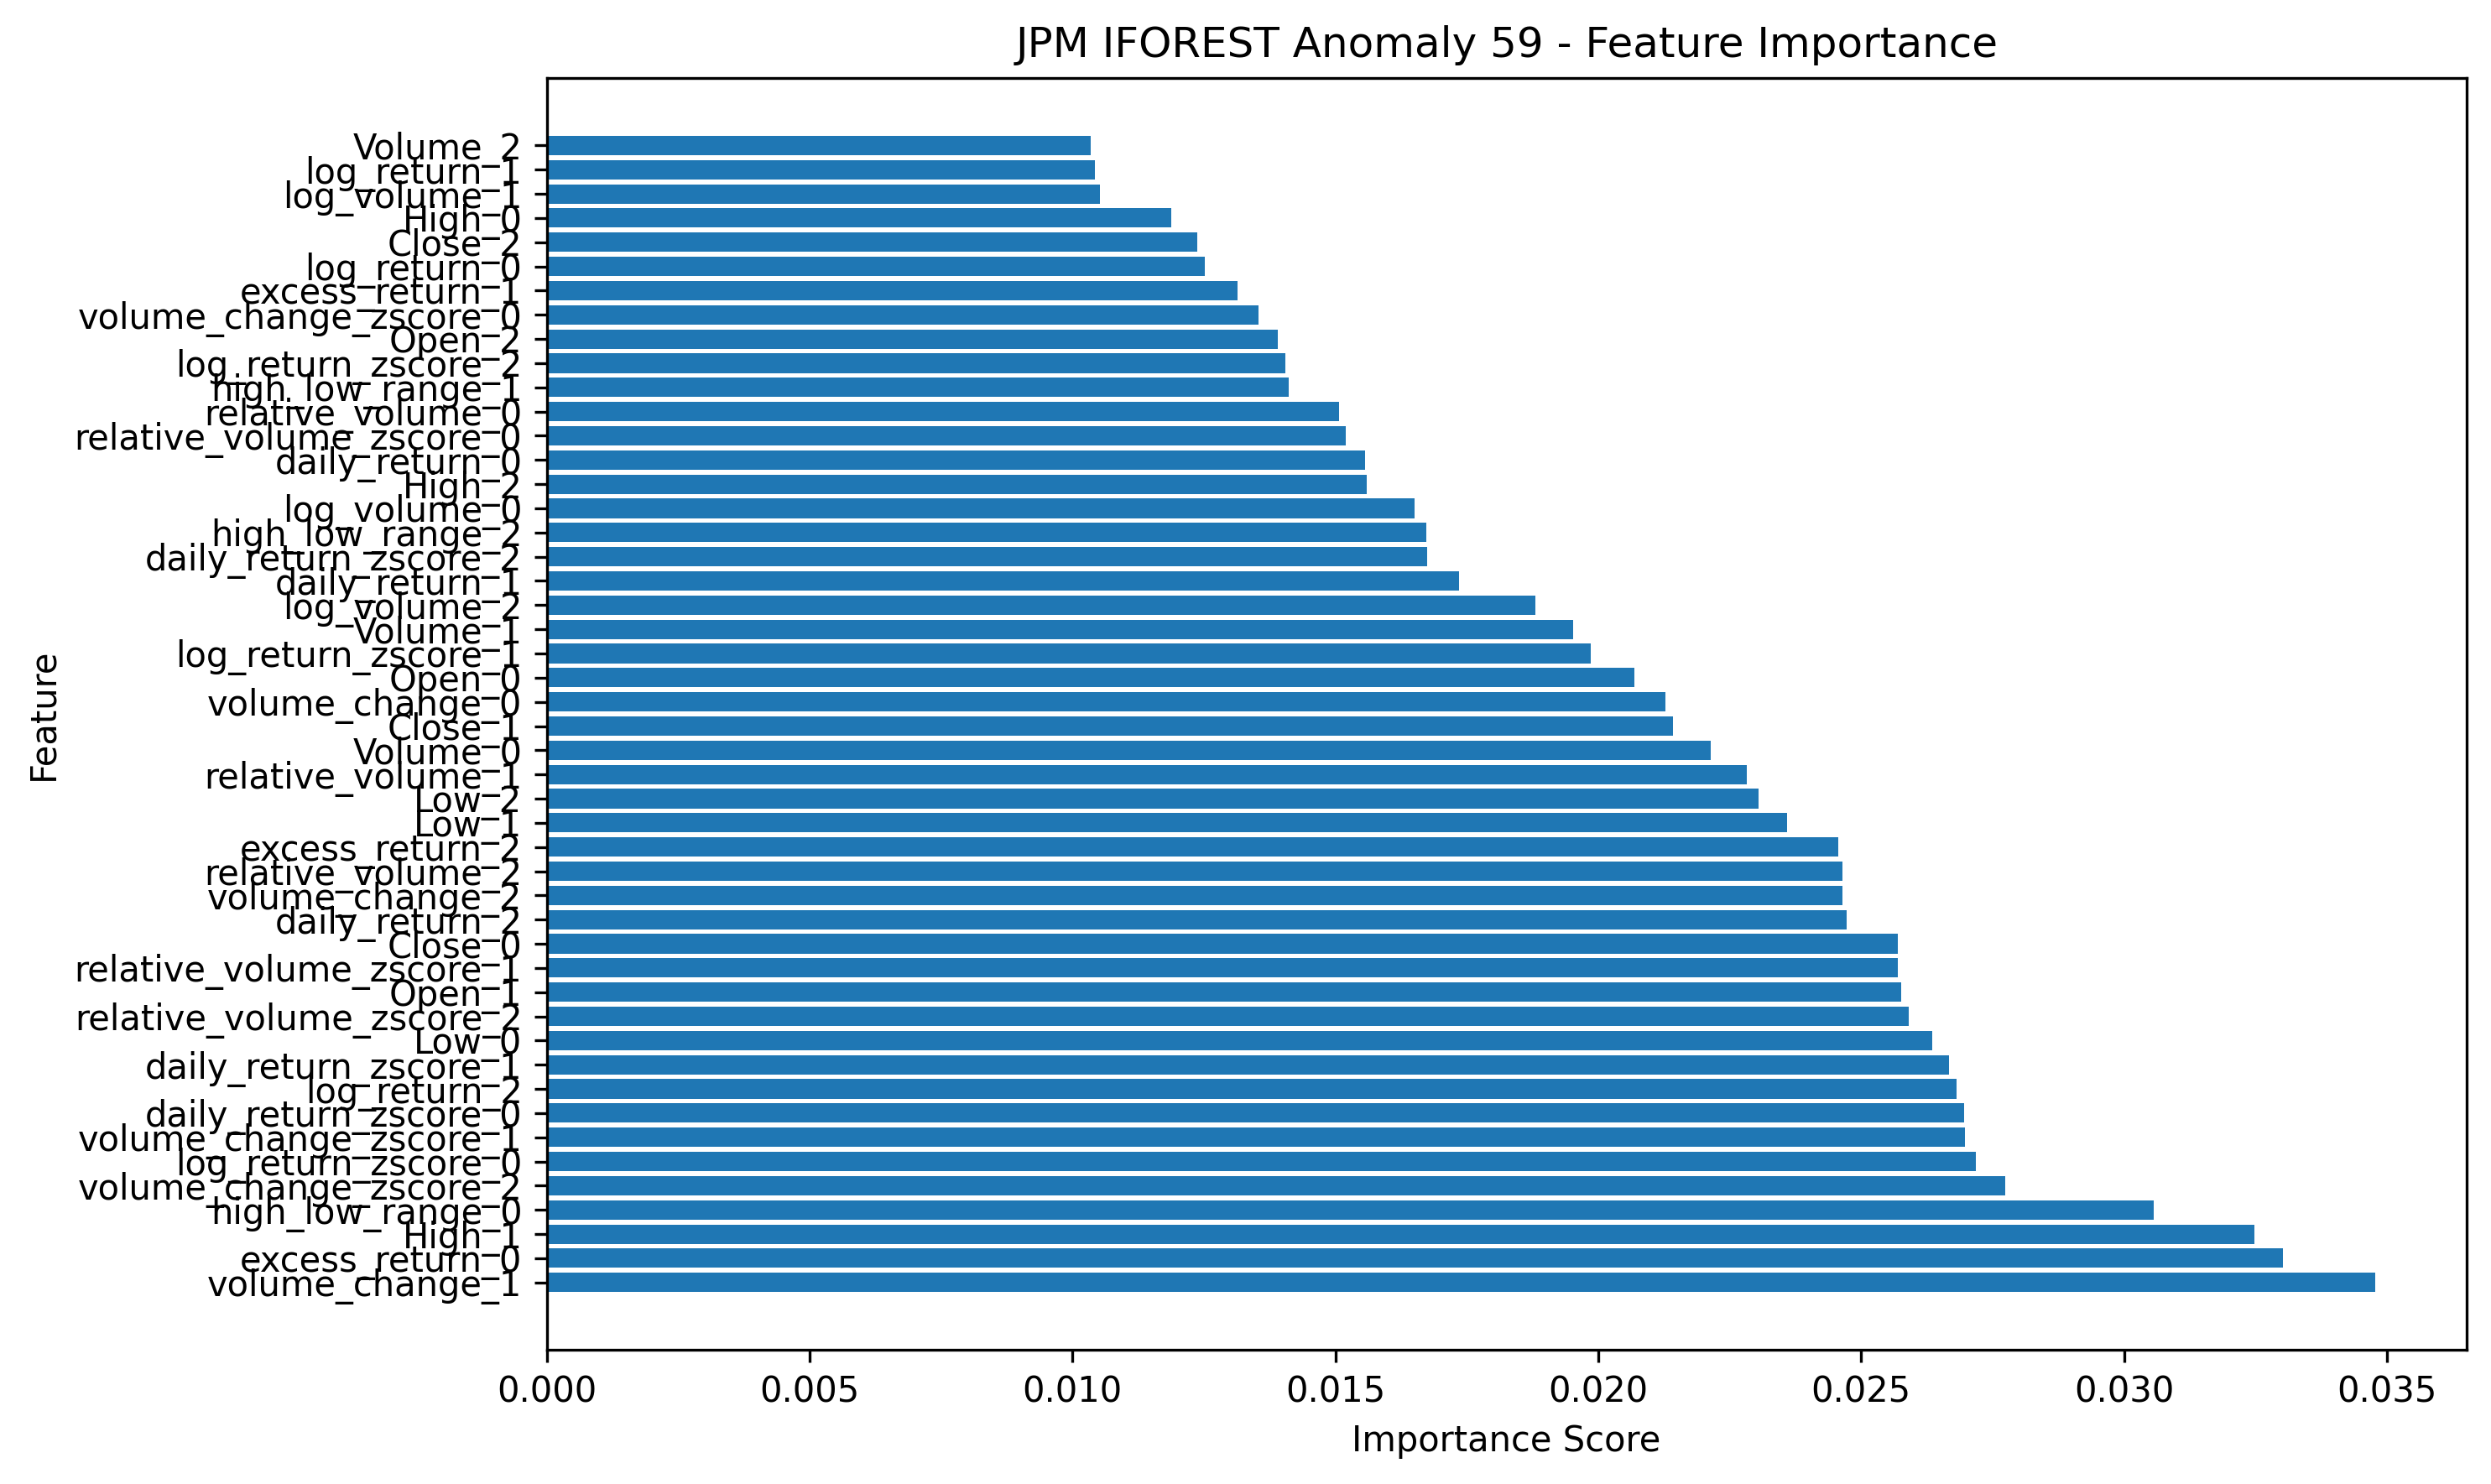 JPM IFOREST Anomaly 59 - Feature Importance
Volume_2
log_return_1
log_volume_1
High_0
Close_2
log_return_0
excess_return_1
volume_change_zscore_0
Open_2
log_return_zscore_2
high_low_range_1
relative_volume_0
relative_volume_zscore_0
daily_return_0
High_2
log_volume_0
high_low_range_2
daily_return_zscore_2
daily_return_1
log_volume_2
Volume_1
log_return_zscore_1
Open_0
volume_change_0
Close_1
Volume_0
relative_volume_1
Low_2
Low_1
excess_return_2
relative_volume_2
volume_change_2
daily_return_2
Close_0
relative_volume_zscore_1
Open_1
relative_volume_zscore_2
Low_0
daily_return_zscore_1
log_return_2
daily_return_zscore_0
volume_change_zscore_1
log_return_zscore_0
volume_change_zscore_2
high_low_range_0
High_1
excess_return_0
volume_change_1
Feature
0.000 0.005 0.010 0.015 0.020 0.025 0.030 0.035
Importance Score